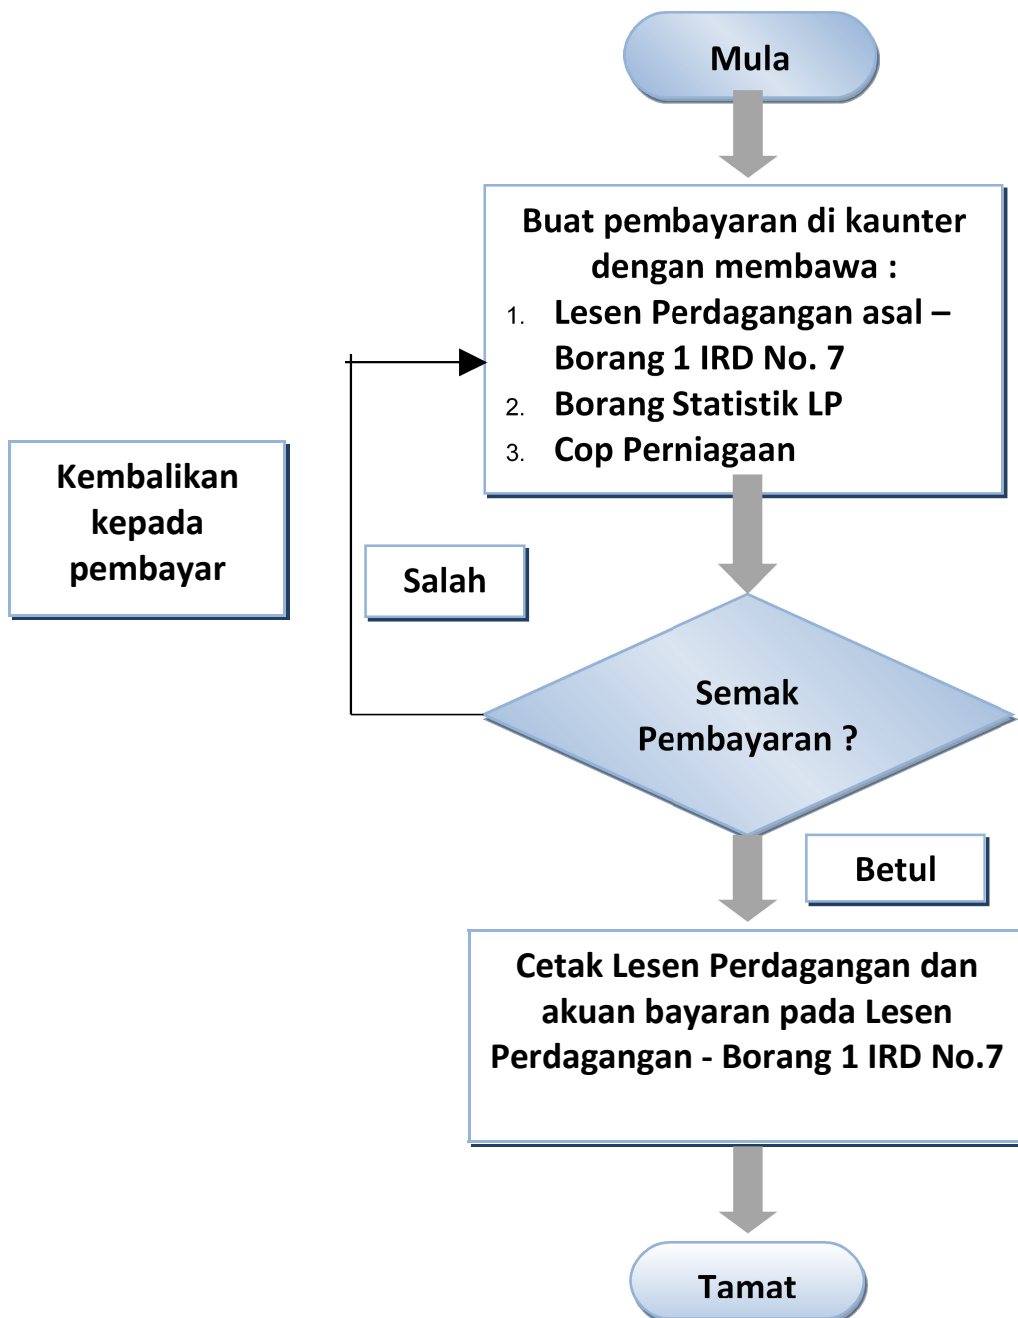 Mula
Buat pembayaran di kaunter
dengan membawa :
1. Lesen Perdagangan asal –
Borang 1 IRD No. 7
2. Borang Statistik LP
3. Cop Perniagaan
Kembalikan
kepada
pembayar
Salah
Semak
Pembayaran ?
Betul
Cetak Lesen Perdagangan dan
akuan bayaran pada Lesen
Perdagangan - Borang 1 IRD No.7
Tamat